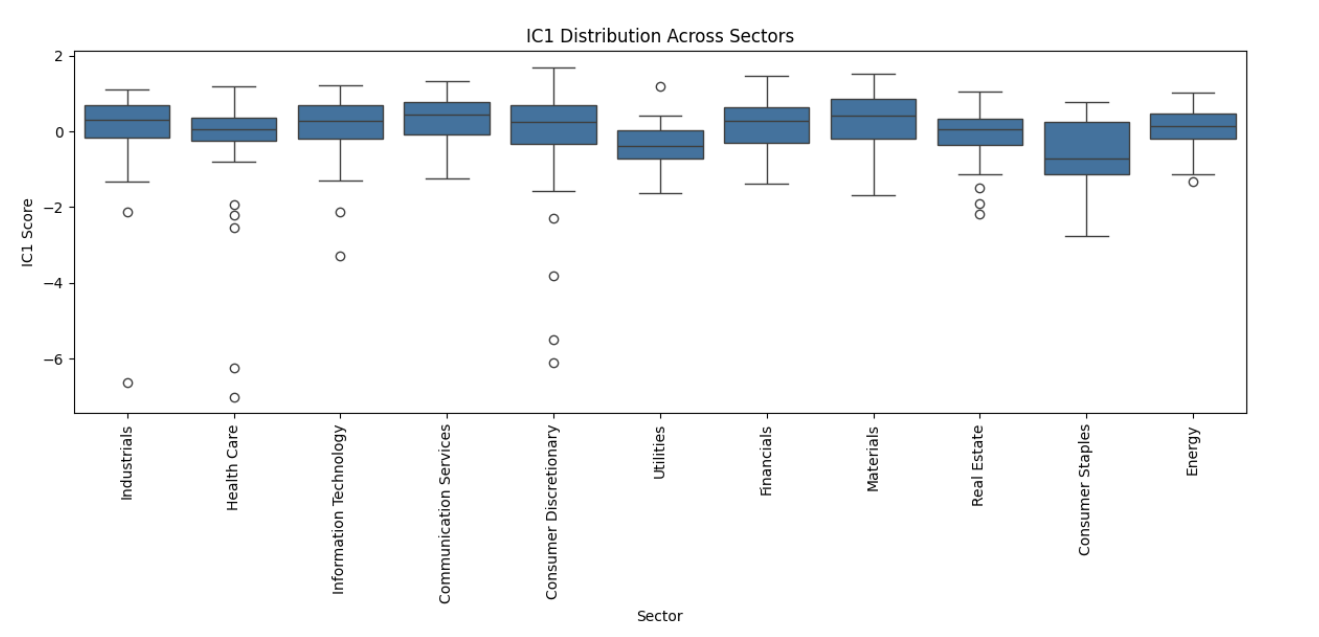 IC1 Distribution Across Sectors
2
0
−2
−4
−6
IC1 Score
Industrials
Health Care
Information Technology
Communication Services
Consumer Discretionary
Utilities
Financials
Materials
Real Estate
Consumer Staples
Energy
Sector